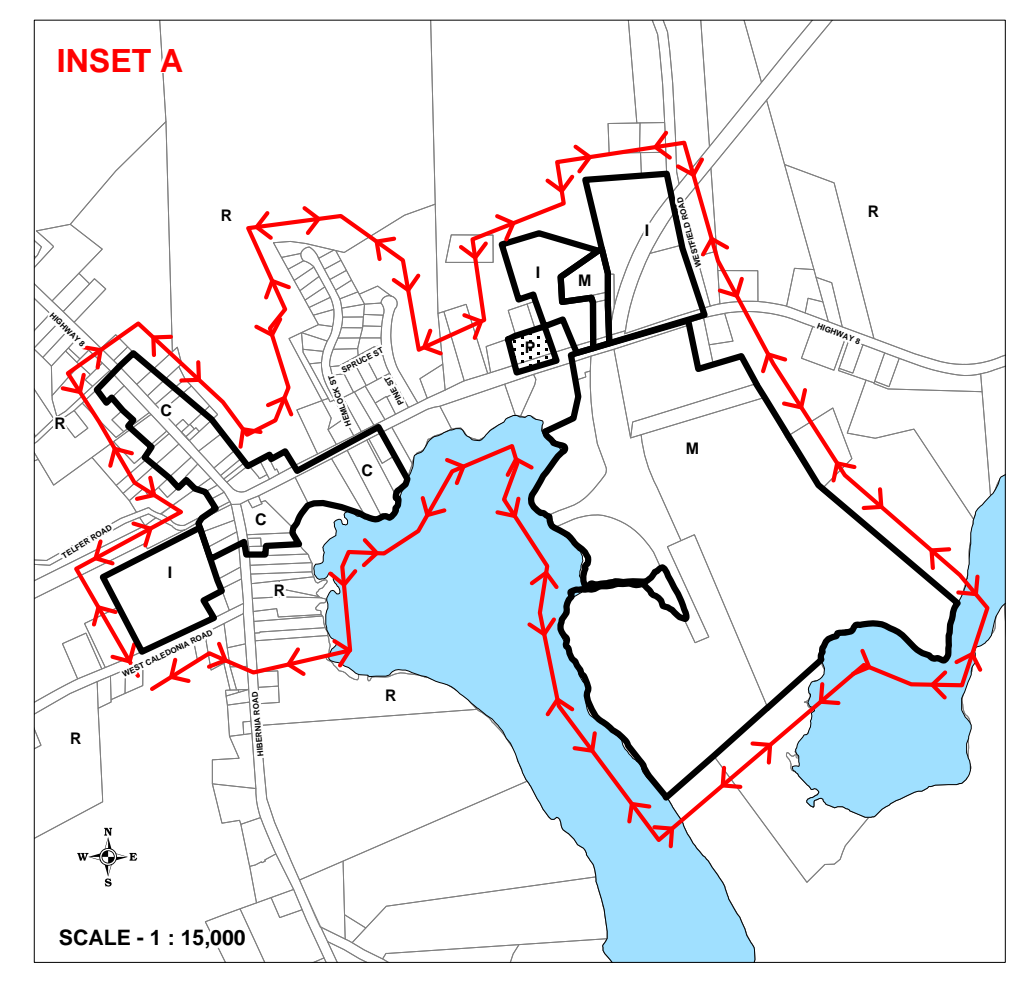 INSET A
R
R
WESTFIELD ROAD
I
I
M
HIGHWAY 8
HIGHWAY 8
P
SPRUCE ST
PINE ST.
HEMLOCK ST
C
R
M
C
C
TELFER ROAD
I
R
WEST CALEDONIA ROAD
R
HIBERNIA ROAD
R
N
W
E
S
SCALE - 1 : 15,000